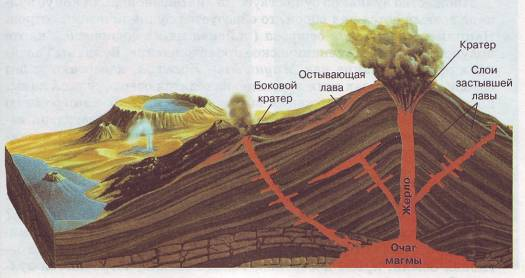 Кратер
Слои
застывшей
лавы
Остывающая
лава
Боковой
кратер
Жерло
Очаг
магмы